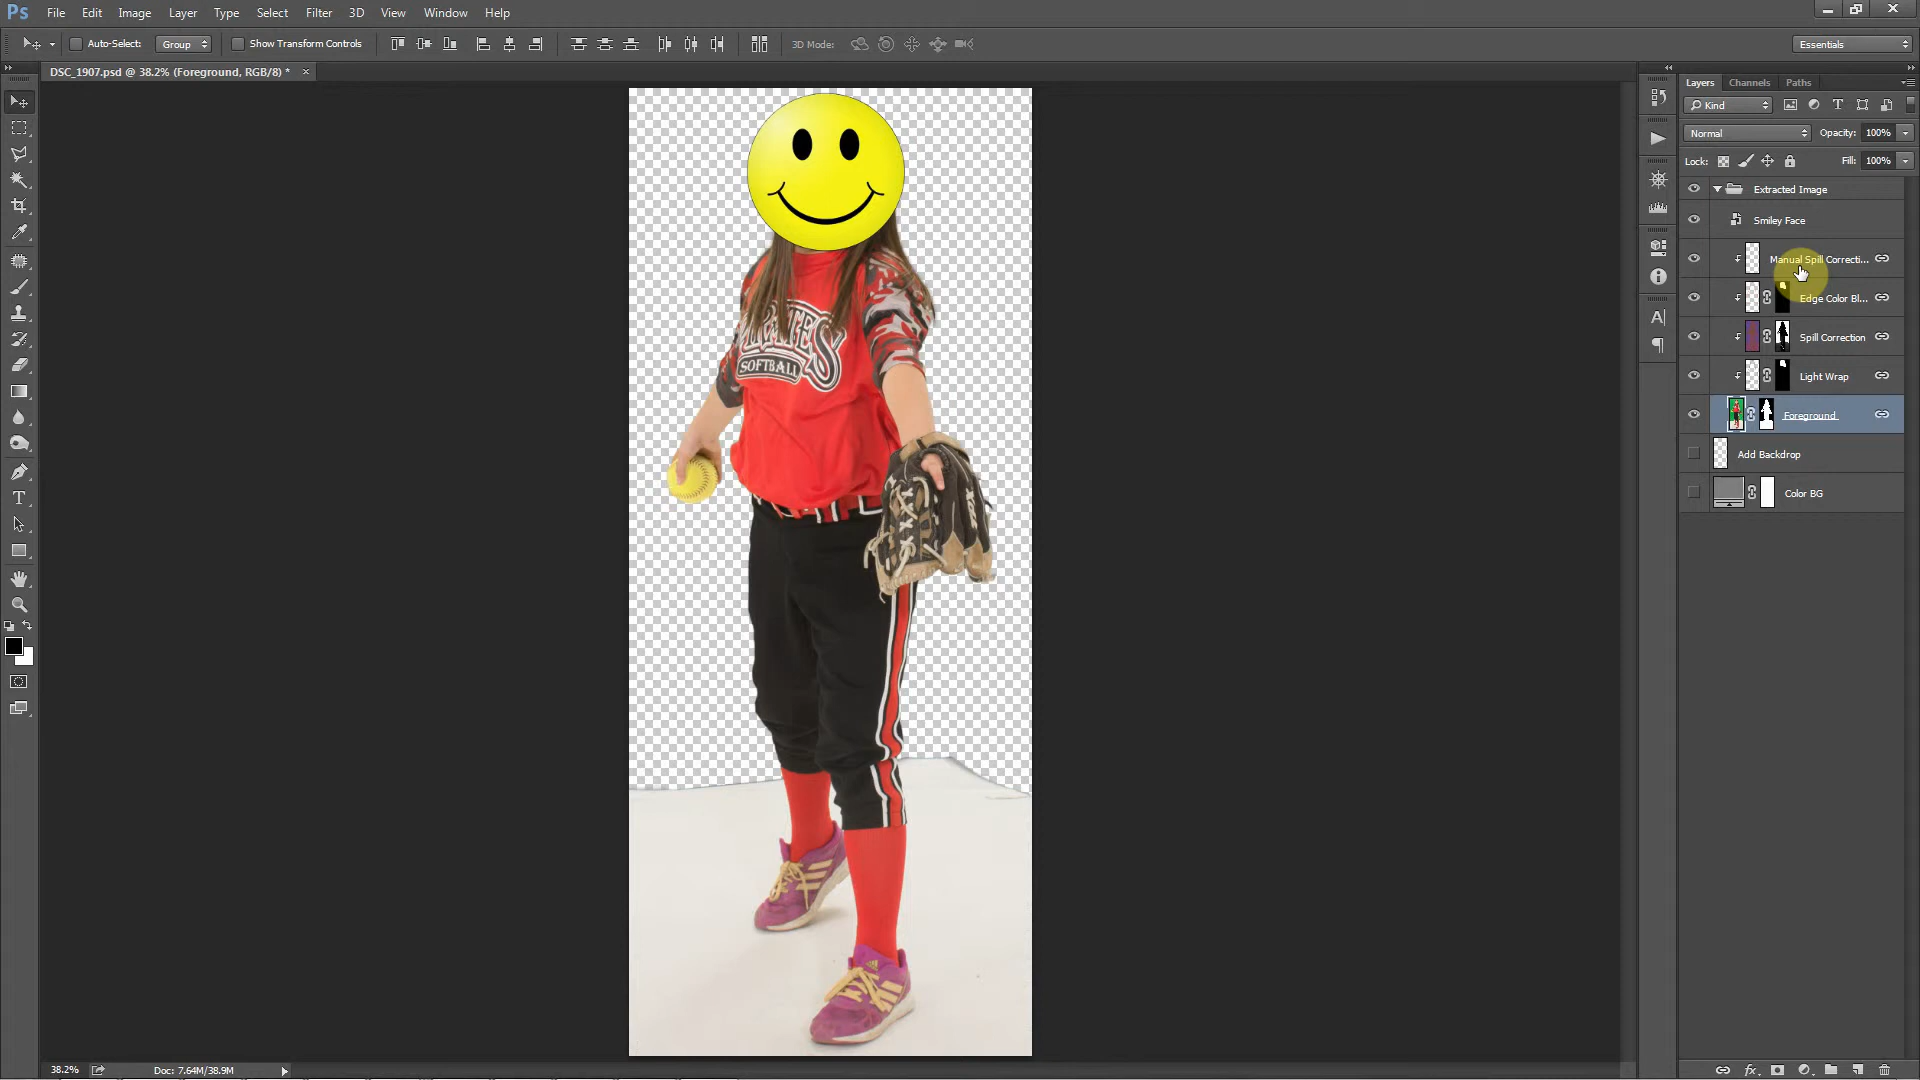 Ps File Edit Image Layer Type Select Filter 3D View Window Help
Auto-Select: Group Show Transform Controls 3D Mode: Essentials
DSC_1907.psd @ 38.2% (Foreground, RGB/8) * ×
Layers Channels Paths
Kind
Normal Opacity: 100%
Lock: Fill: 100%
Extracted Image
Smiley Face
Manual Spill Correcti...
Edge Color Bl...
Spill Correction
Light Wrap
Foreground
Add Backdrop
Color BG
PIRATES
SOFTBALL
38.2% Doc: 7.64M/38.9M